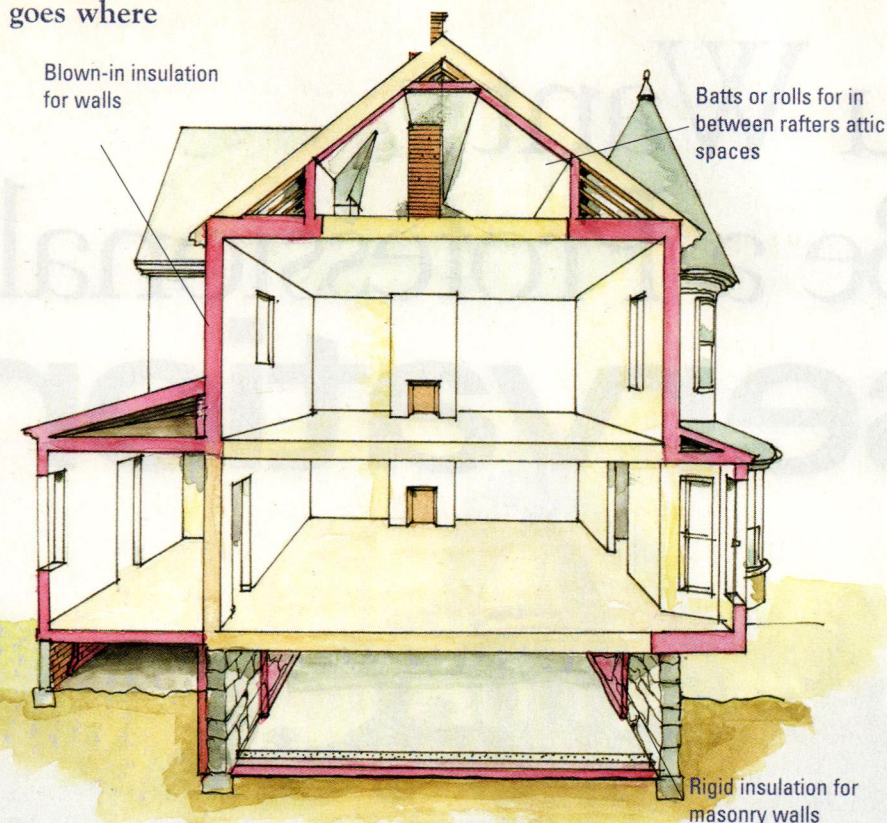 goes where
Blown-in insulation
for walls
Batts or rolls for in
between rafters attic
spaces
Rigid insulation for
masonry walls